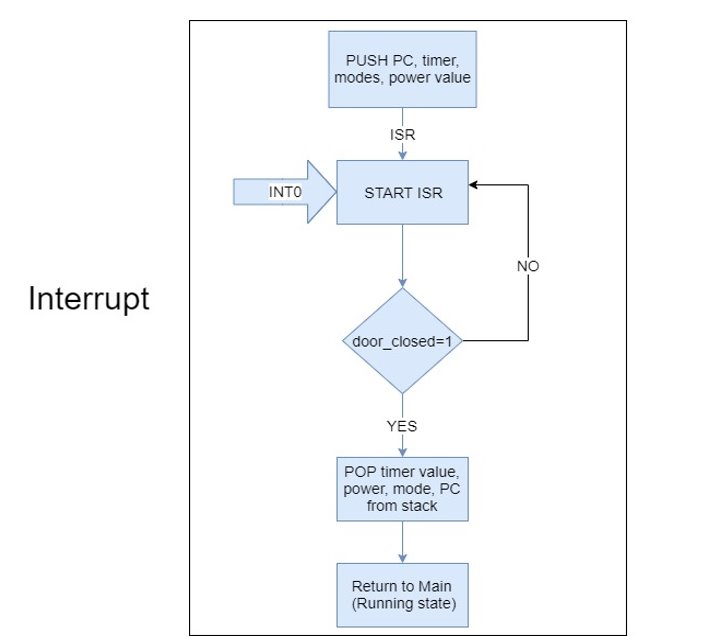 PUSH PC, timer,
modes, power value
ISR
INT0
START ISR
NO
Interrupt
door_closed=1
YES
POP timer value,
power, mode, PC
from stack
Return to Main
(Running state)